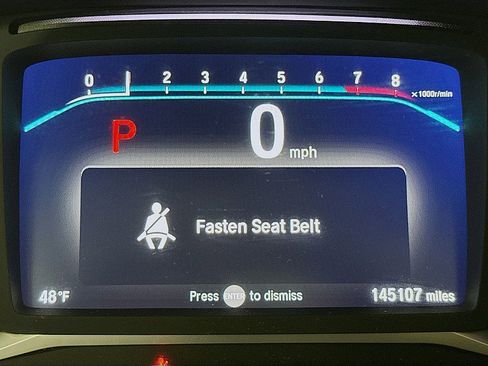 0 2 3 4 5 6 7 8 x1000r/min
P 0 mph
Fasten Seat Belt
Press ENTER to dismiss
48°F 145107 miles